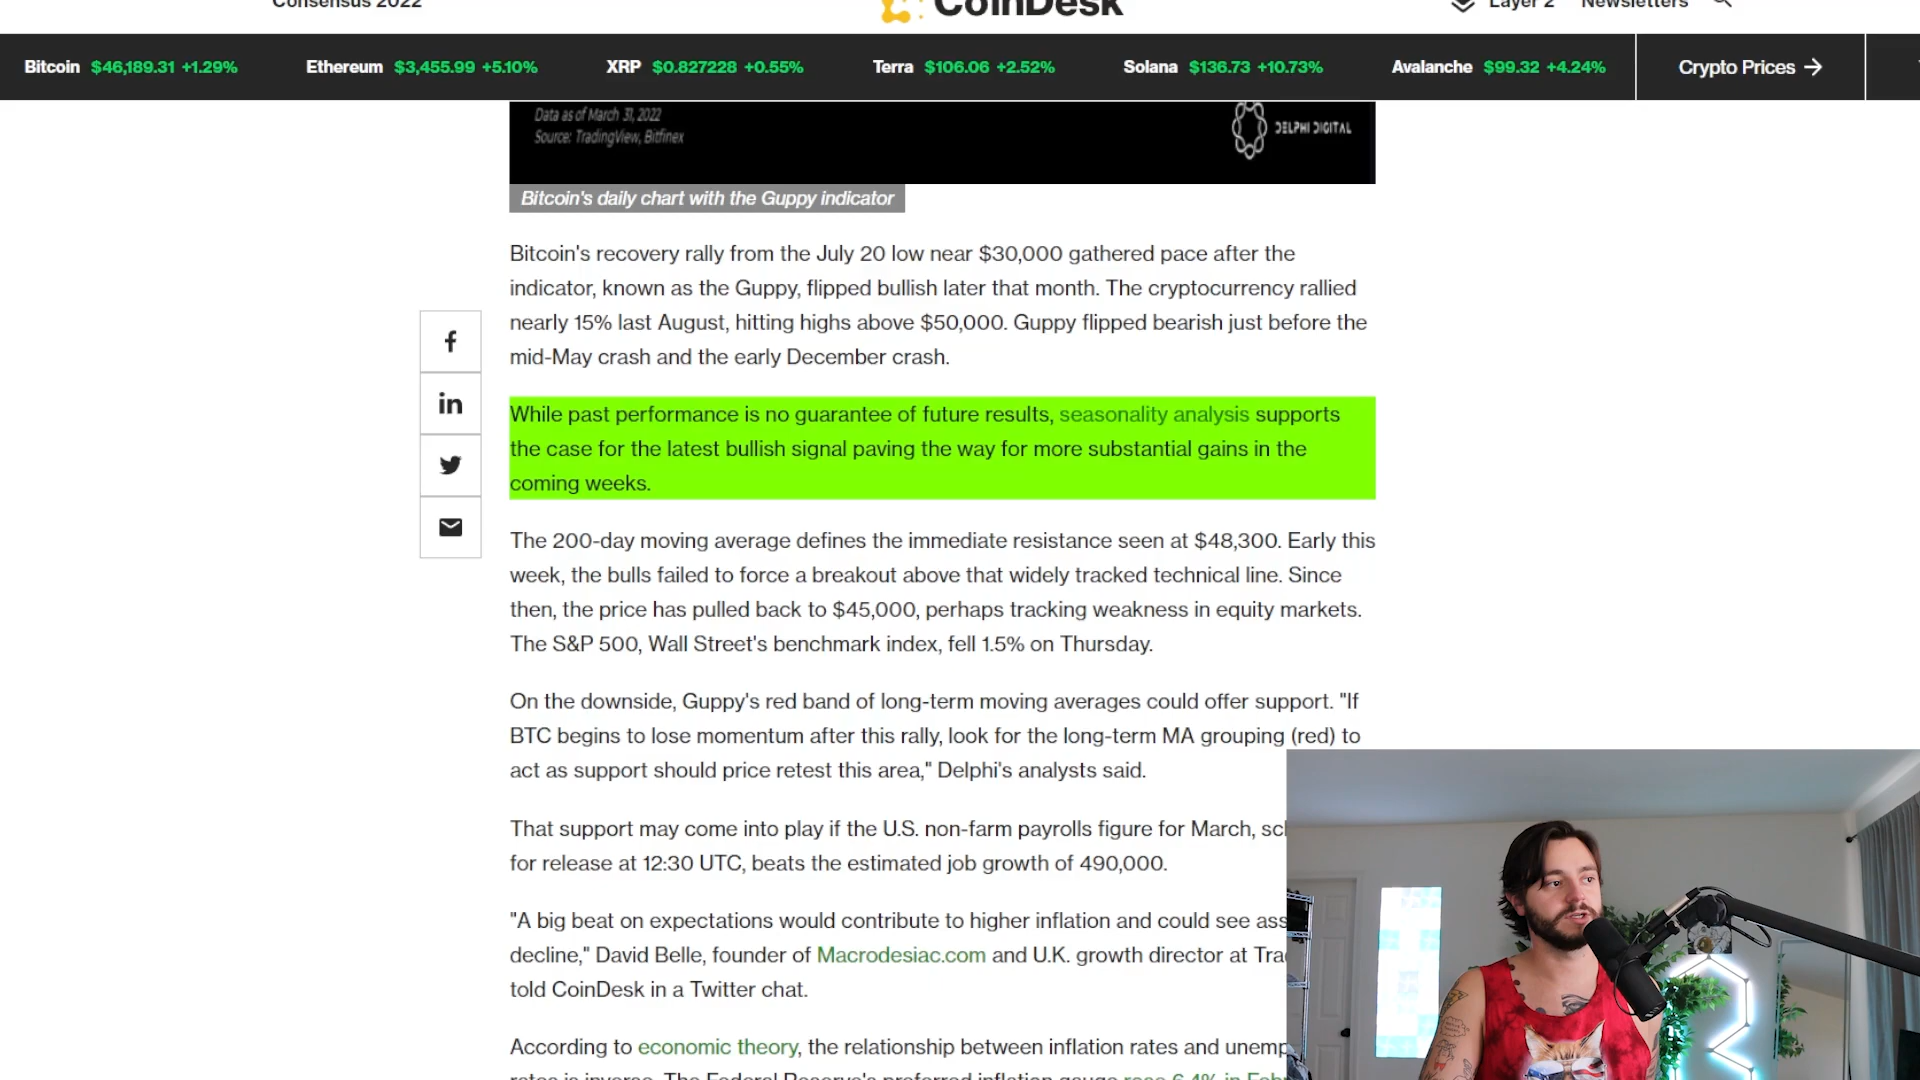 Consensus 2022
CoinDesk
Layer 2 Newsletters
Bitcoin $46,189.31 +1.29% Ethereum $3,455.99 +5.10% XRP $0.827228 +0.55% Terra $106.06 +2.52% Solana $136.73 +10.73% Avalanche $99.32 +4.24% Crypto Prices →
Data as of March 31, 2022
Source: TradingView, Bitfinex
DELPHI DIGITAL
Bitcoin's daily chart with the Guppy indicator
Bitcoin's recovery rally from the July 20 low near $30,000 gathered pace after the
indicator, known as the Guppy, flipped bullish later that month. The cryptocurrency rallied
nearly 15% last August, hitting highs above $50,000. Guppy flipped bearish just before the
mid-May crash and the early December crash.
While past performance is no guarantee of future results, seasonality analysis supports
the case for the latest bullish signal paving the way for more substantial gains in the
coming weeks.
The 200-day moving average defines the immediate resistance seen at $48,300. Early this
week, the bulls failed to force a breakout above that widely tracked technical line. Since
then, the price has pulled back to $45,000, perhaps tracking weakness in equity markets.
The S&P 500, Wall Street's benchmark index, fell 1.5% on Thursday.
On the downside, Guppy's red band of long-term moving averages could offer support. "If
BTC begins to lose momentum after this rally, look for the long-term MA grouping (red) to
act as support should price retest this area," Delphi's analysts said.
That support may come into play if the U.S. non-farm payrolls figure for March,
for release at 12:30 UTC, beats the estimated job growth of 490,000.
"A big beat on expectations would contribute to higher inflation and could see
decline," David Belle, founder of Macrodesiac.com and U.K. growth director at
told CoinDesk in a Twitter chat.
According to economic theory, the relationship between inflation rates and
rates is inverse. The Federal Reserve's preferred inflation gauge rose 6.4% in